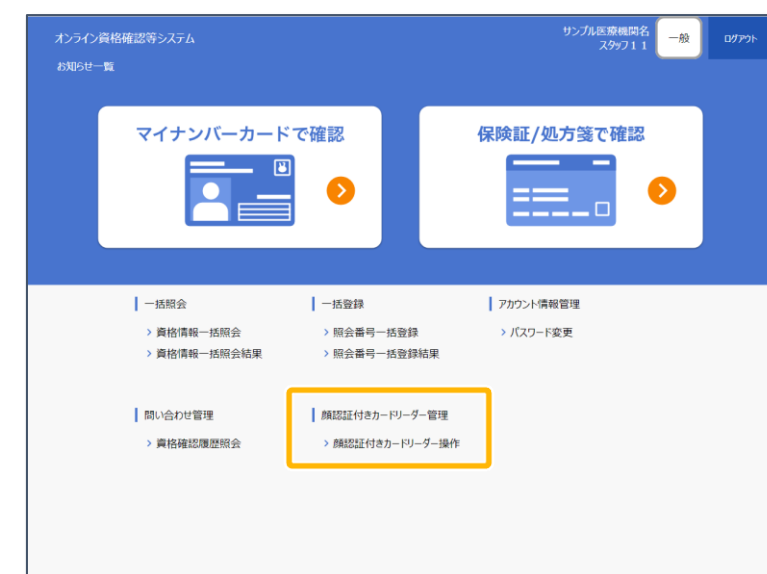 オンライン資格確認等システム
サンプル医療機関名
スタッフ11
一般
ログアウト
お知らせ一覧
マイナンバーカードで確認
保険証/処方箋で確認
一括照会
資格情報一括照会
資格情報一括照会結果
一括登録
照会番号一括登録
照会番号一括登録結果
アカウント情報管理
パスワード変更
問い合わせ管理
資格確認履歴照会
顔認証付きカードリーダー管理
顔認証付きカードリーダー操作